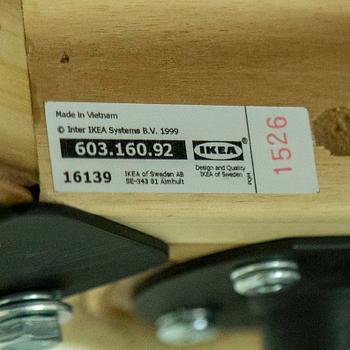 Made in Vietnam
© Inter IKEA Systems B.V. 1999
603.160.92
IKEA®
Design and Quality
IKEA of Sweden
16139
IKEA of Sweden AB
SE-343 81 Älmhult
1526